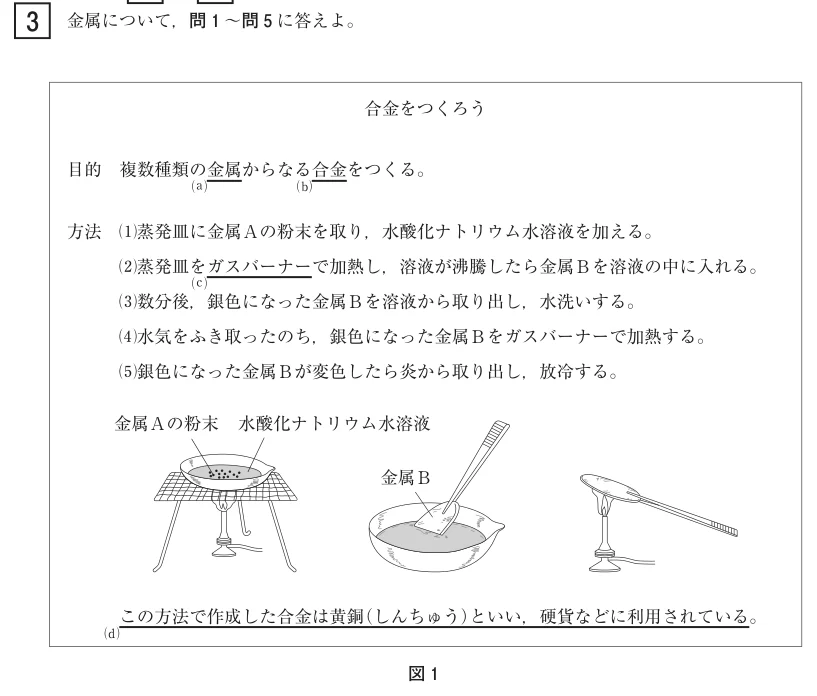 3 金属について，問1～問5に答えよ。
合金をつくろう
目的 複数種類の金属からなる合金をつくる。
(a) (b)
方法 (1)蒸発皿に金属Aの粉末を取り，水酸化ナトリウム水溶液を加える。
(2)蒸発皿をガスバーナーで加熱し，溶液が沸騰したら金属Bを溶液の中に入れる。
(c)
(3)数分後，銀色になった金属Bを溶液から取り出し，水洗いする。
(4)水気をふき取ったのち，銀色になった金属Bをガスバーナーで加熱する。
(5)銀色になった金属Bが変色したら炎から取り出し，放冷する。
金属Aの粉末 水酸化ナトリウム水溶液
金属B
この方法で作成した合金は黄銅(しんちゅう)といい，硬貨などに利用されている。
(d)
図1